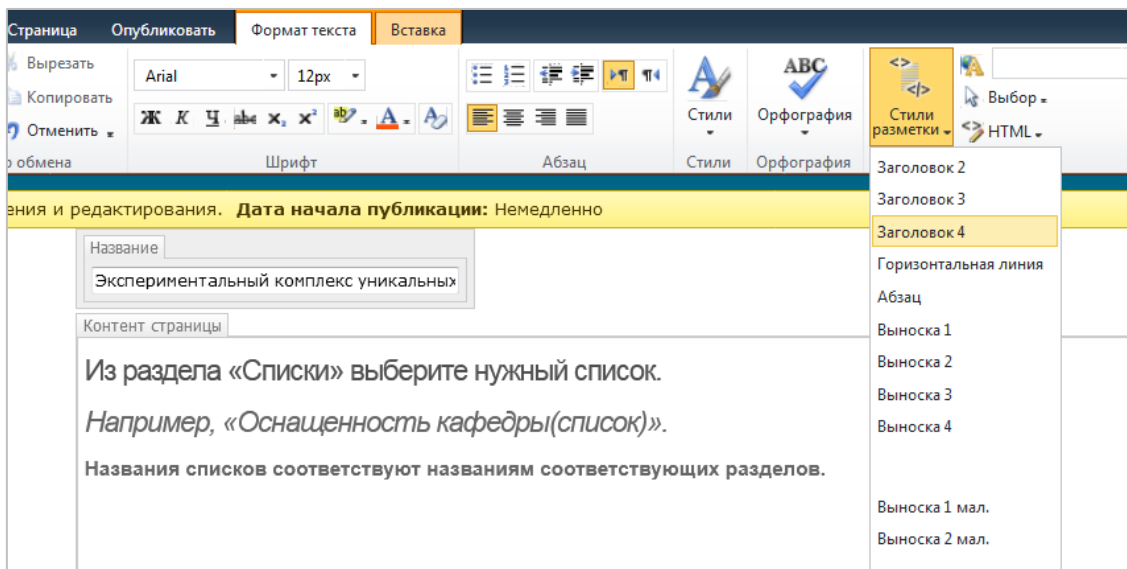 Страница Опубликовать Формат текста Вставка
Вырезать
Копировать
Отменить
Arial 12px
Ж К Ч abc x₂ x² ab A A
обмена Шрифт Абзац
ABC
Стили Орфография
Стили Орфография
Стили разметки
Выбор
HTML
ения и редактирования. Дата начала публикации: Немедленно
Название
Экспериментальный комплекс уникальных
Контент страницы
Из раздела «Списки» выберите нужный список.
Например, «Оснащенность кафедры(список)».
Названия списков соответствуют названиям соответствующих разделов.
Заголовок 2
Заголовок 3
Заголовок 4
Горизонтальная линия
Абзац
Выноска 1
Выноска 2
Выноска 3
Выноска 4
Выноска 1 мал.
Выноска 2 мал.